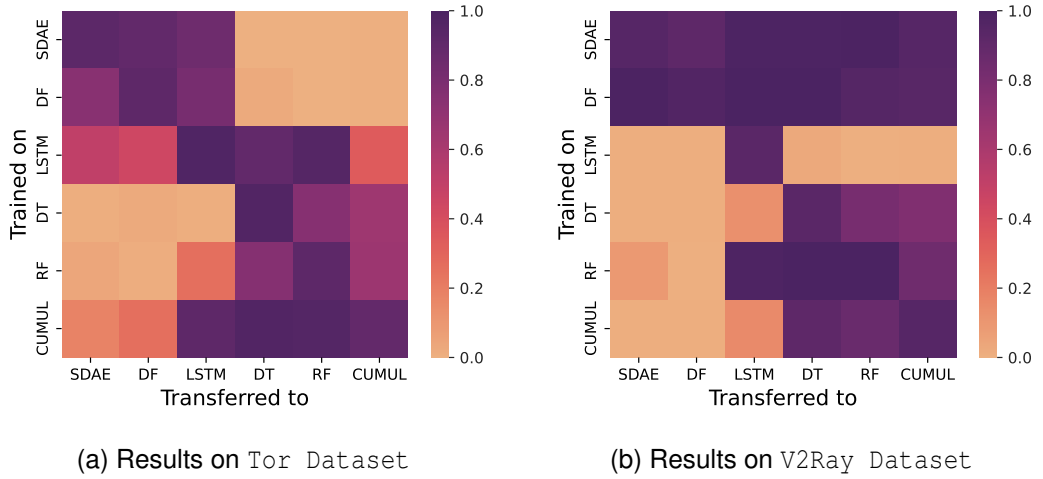 SDAE
DF
LSTM
DT
RF
CUMUL
Trained on
SDAE DF LSTM DT RF CUMUL
Transferred to
1.0
0.8
0.6
0.4
0.2
0.0
(a) Results on Tor Dataset
SDAE
DF
LSTM
DT
RF
CUMUL
Trained on
SDAE DF LSTM DT RF CUMUL
Transferred to
1.0
0.8
0.6
0.4
0.2
0.0
(b) Results on V2Ray Dataset